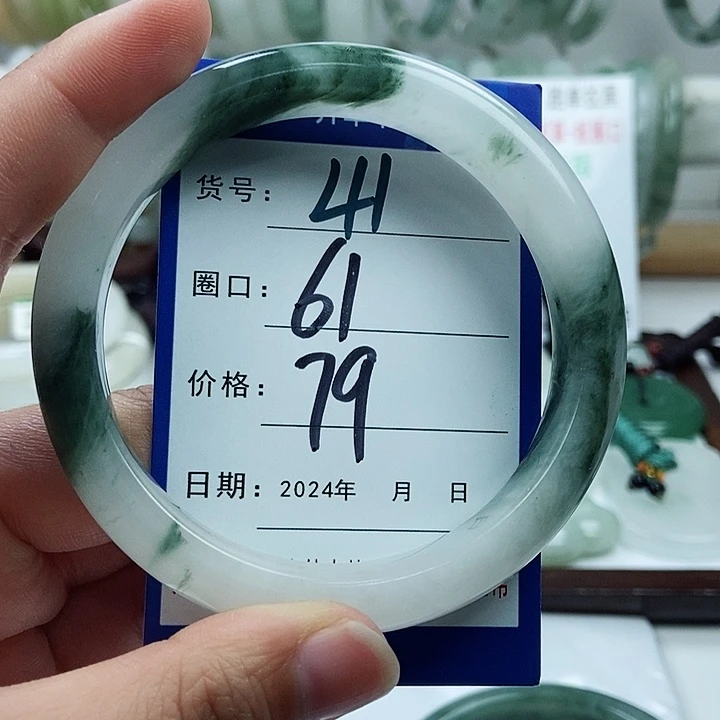 货号: 41
圈口: 61
价格: 79
日期: 2024年 月 日